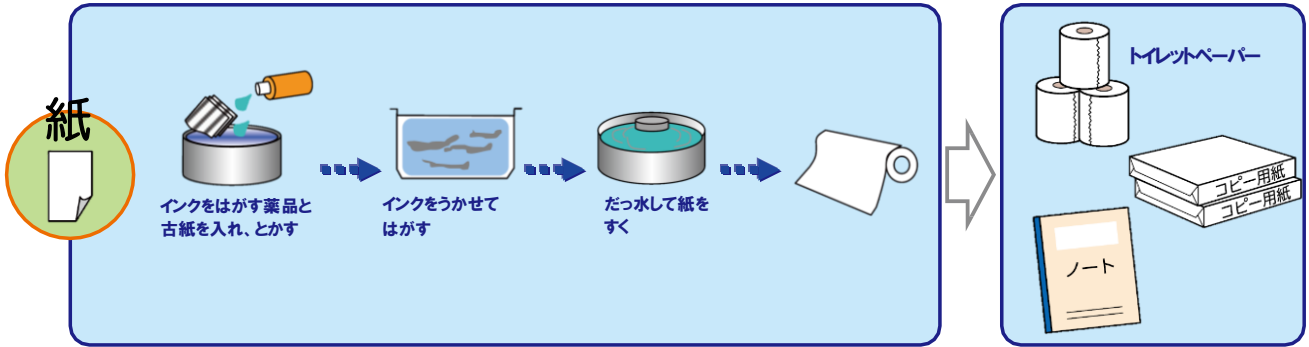 紙
インクをはがす薬品と
古紙を入れ、とかす
インクをうかせて
はがす
だっ水して紙を
すく
トイレットペーパー
コピー用紙
コピー用紙
ノート